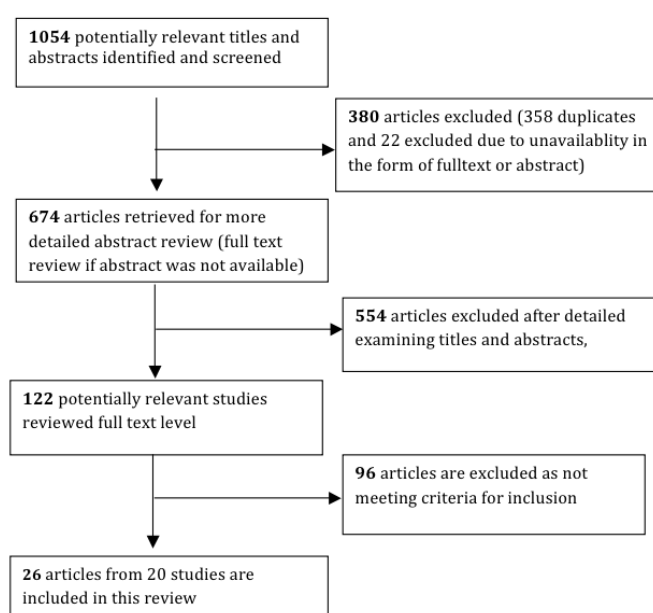 1054 potentially relevant titles and
abstracts identified and screened
380 articles excluded (358 duplicates
and 22 excluded due to unavailablity in
the form of fulltext or abstract)
674 articles retrieved for more
detailed abstract review (full text
review if abstract was not available)
554 articles excluded after detailed
examining titles and abstracts,
122 potentially relevant studies
reviewed full text level
96 articles are excluded as not
meeting criteria for inclusion
26 articles from 20 studies are
included in this review